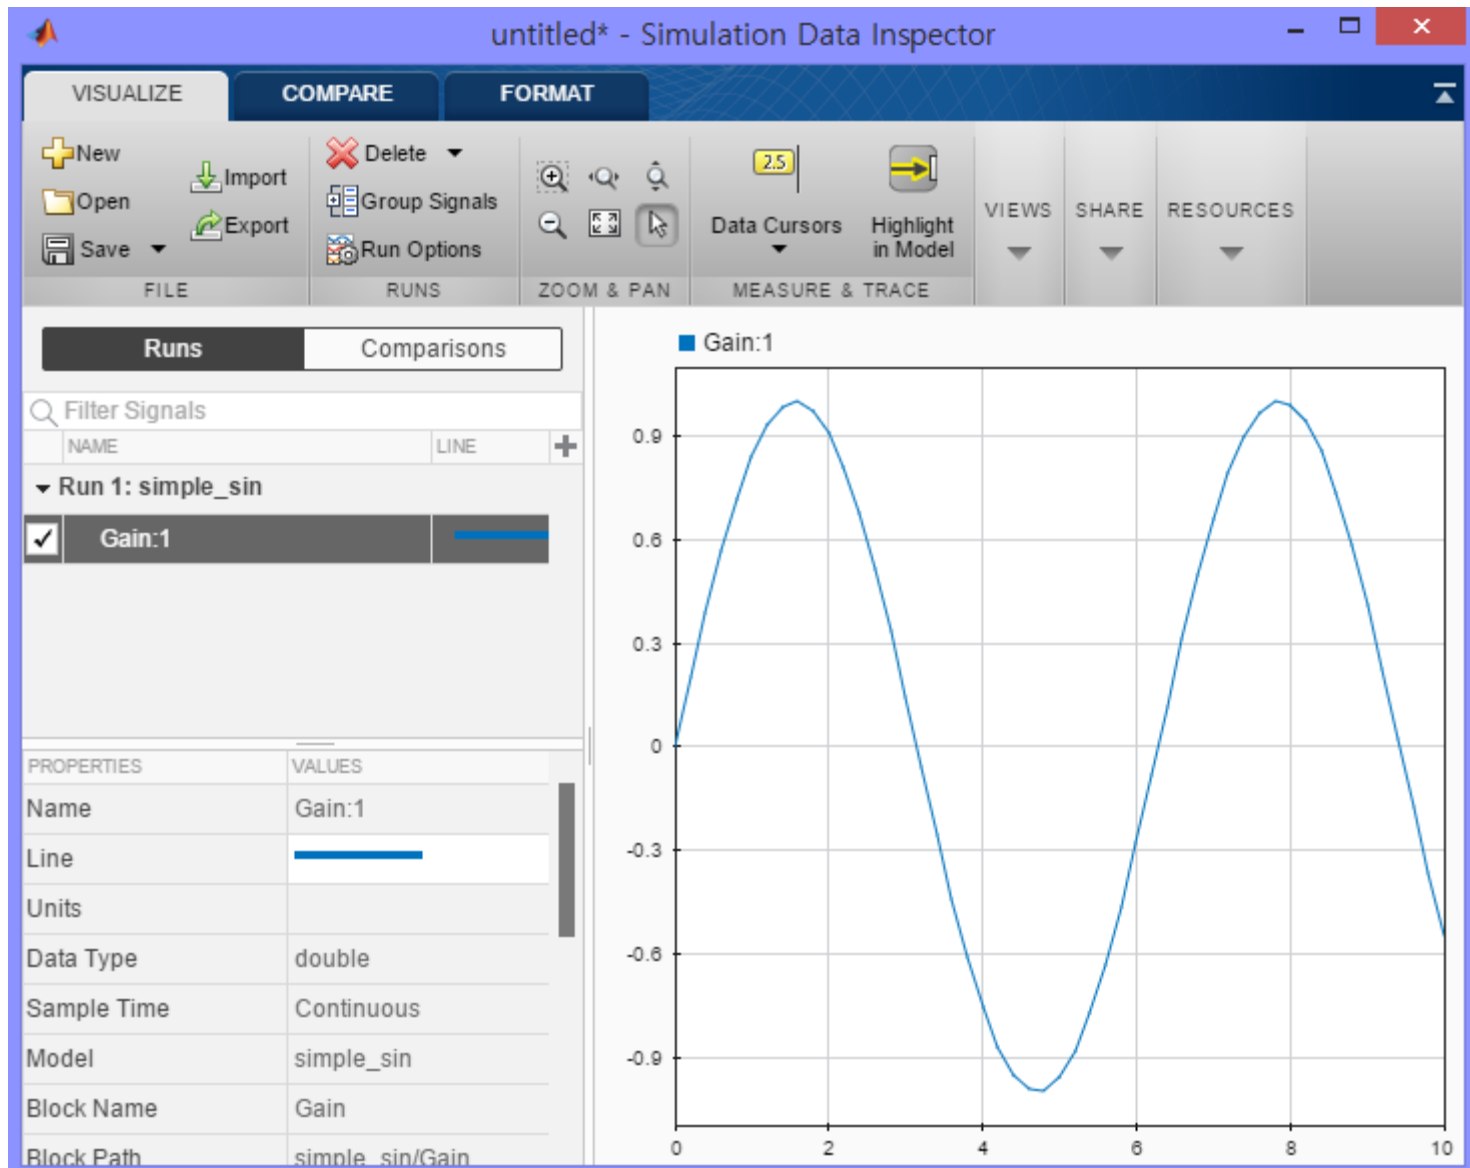 untitled* - Simulation Data Inspector
VISUALIZE
COMPARE
FORMAT
New
Open
Save
Import
Export
FILE
Delete
Group Signals
Run Options
RUNS
ZOOM & PAN
2.5
Data Cursors
Highlight
in Model
MEASURE & TRACE
VIEWS
SHARE
RESOURCES
Runs
Comparisons
Filter Signals
NAME
LINE
Run 1: simple_sin
Gain:1
PROPERTIES
VALUES
Name
Gain:1
Line
Units
Data Type
double
Sample Time
Continuous
Model
simple_sin
Block Name
Gain
Block Path
simple_sin/Gain
Gain:1
0.9
0.6
0.3
0
-0.3
-0.6
-0.9
0
2
4
6
8
10